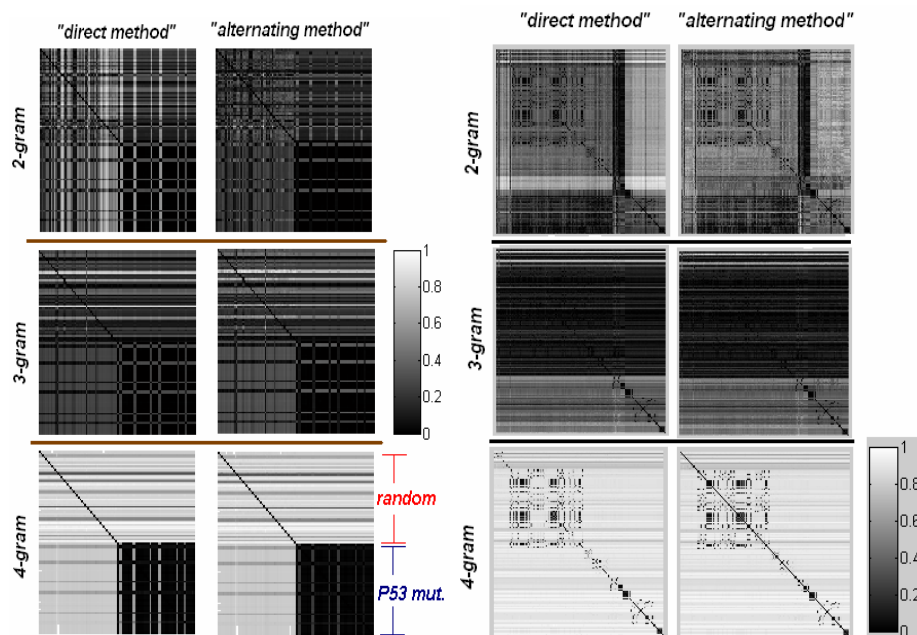 "direct method" "alternating method"
2-gram
3-gram
4-gram
1
0.8
0.6
0.4
0.2
0
random
P53 mut.
"direct method" "alternating method"
2-gram
3-gram
4-gram
1
0.8
0.6
0.4
0.2
0